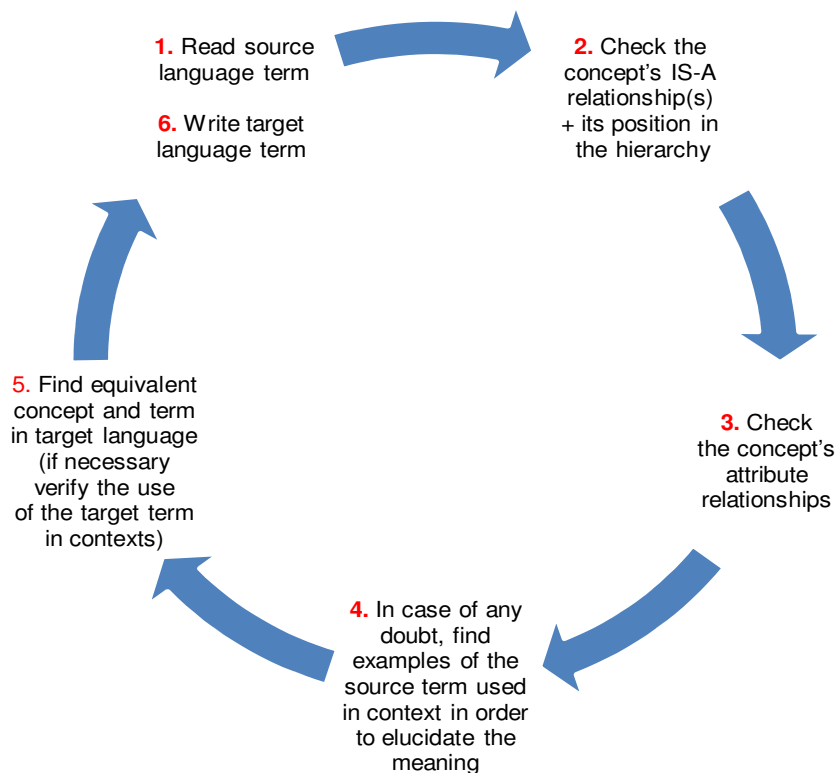 1. Read source
language term
6. Write target
language term
2. Check the
concept's IS-A
relationship(s)
+ its position in
the hierarchy
3. Check
the concept's
attribute
relationships
4. In case of any
doubt, find
examples of the
source term used
in context in order
to elucidate the
meaning
5. Find equivalent
concept and term
in target language
(if necessary
verify the use
of the target term
in contexts)